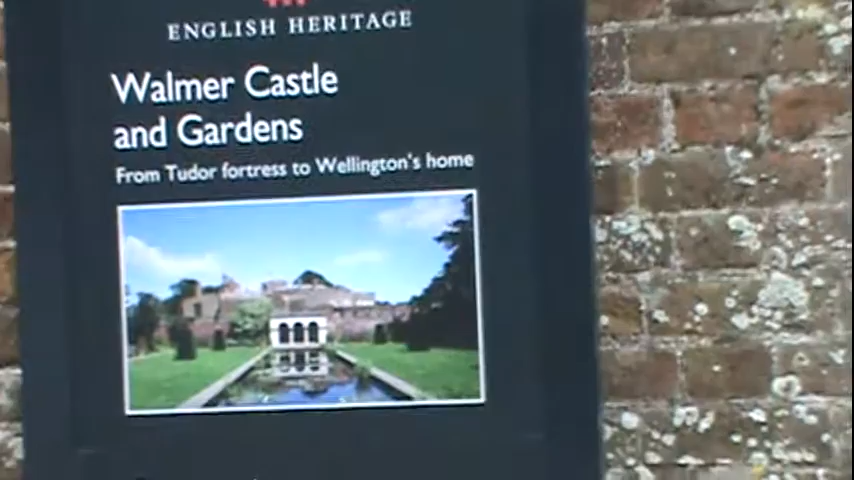 ENGLISH HERITAGE
Walmer Castle
and Gardens
From Tudor fortress to Wellington's home